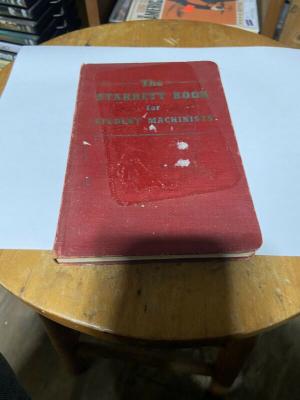 The
STARRETT BOOK
for
STUDENT MACHINISTS